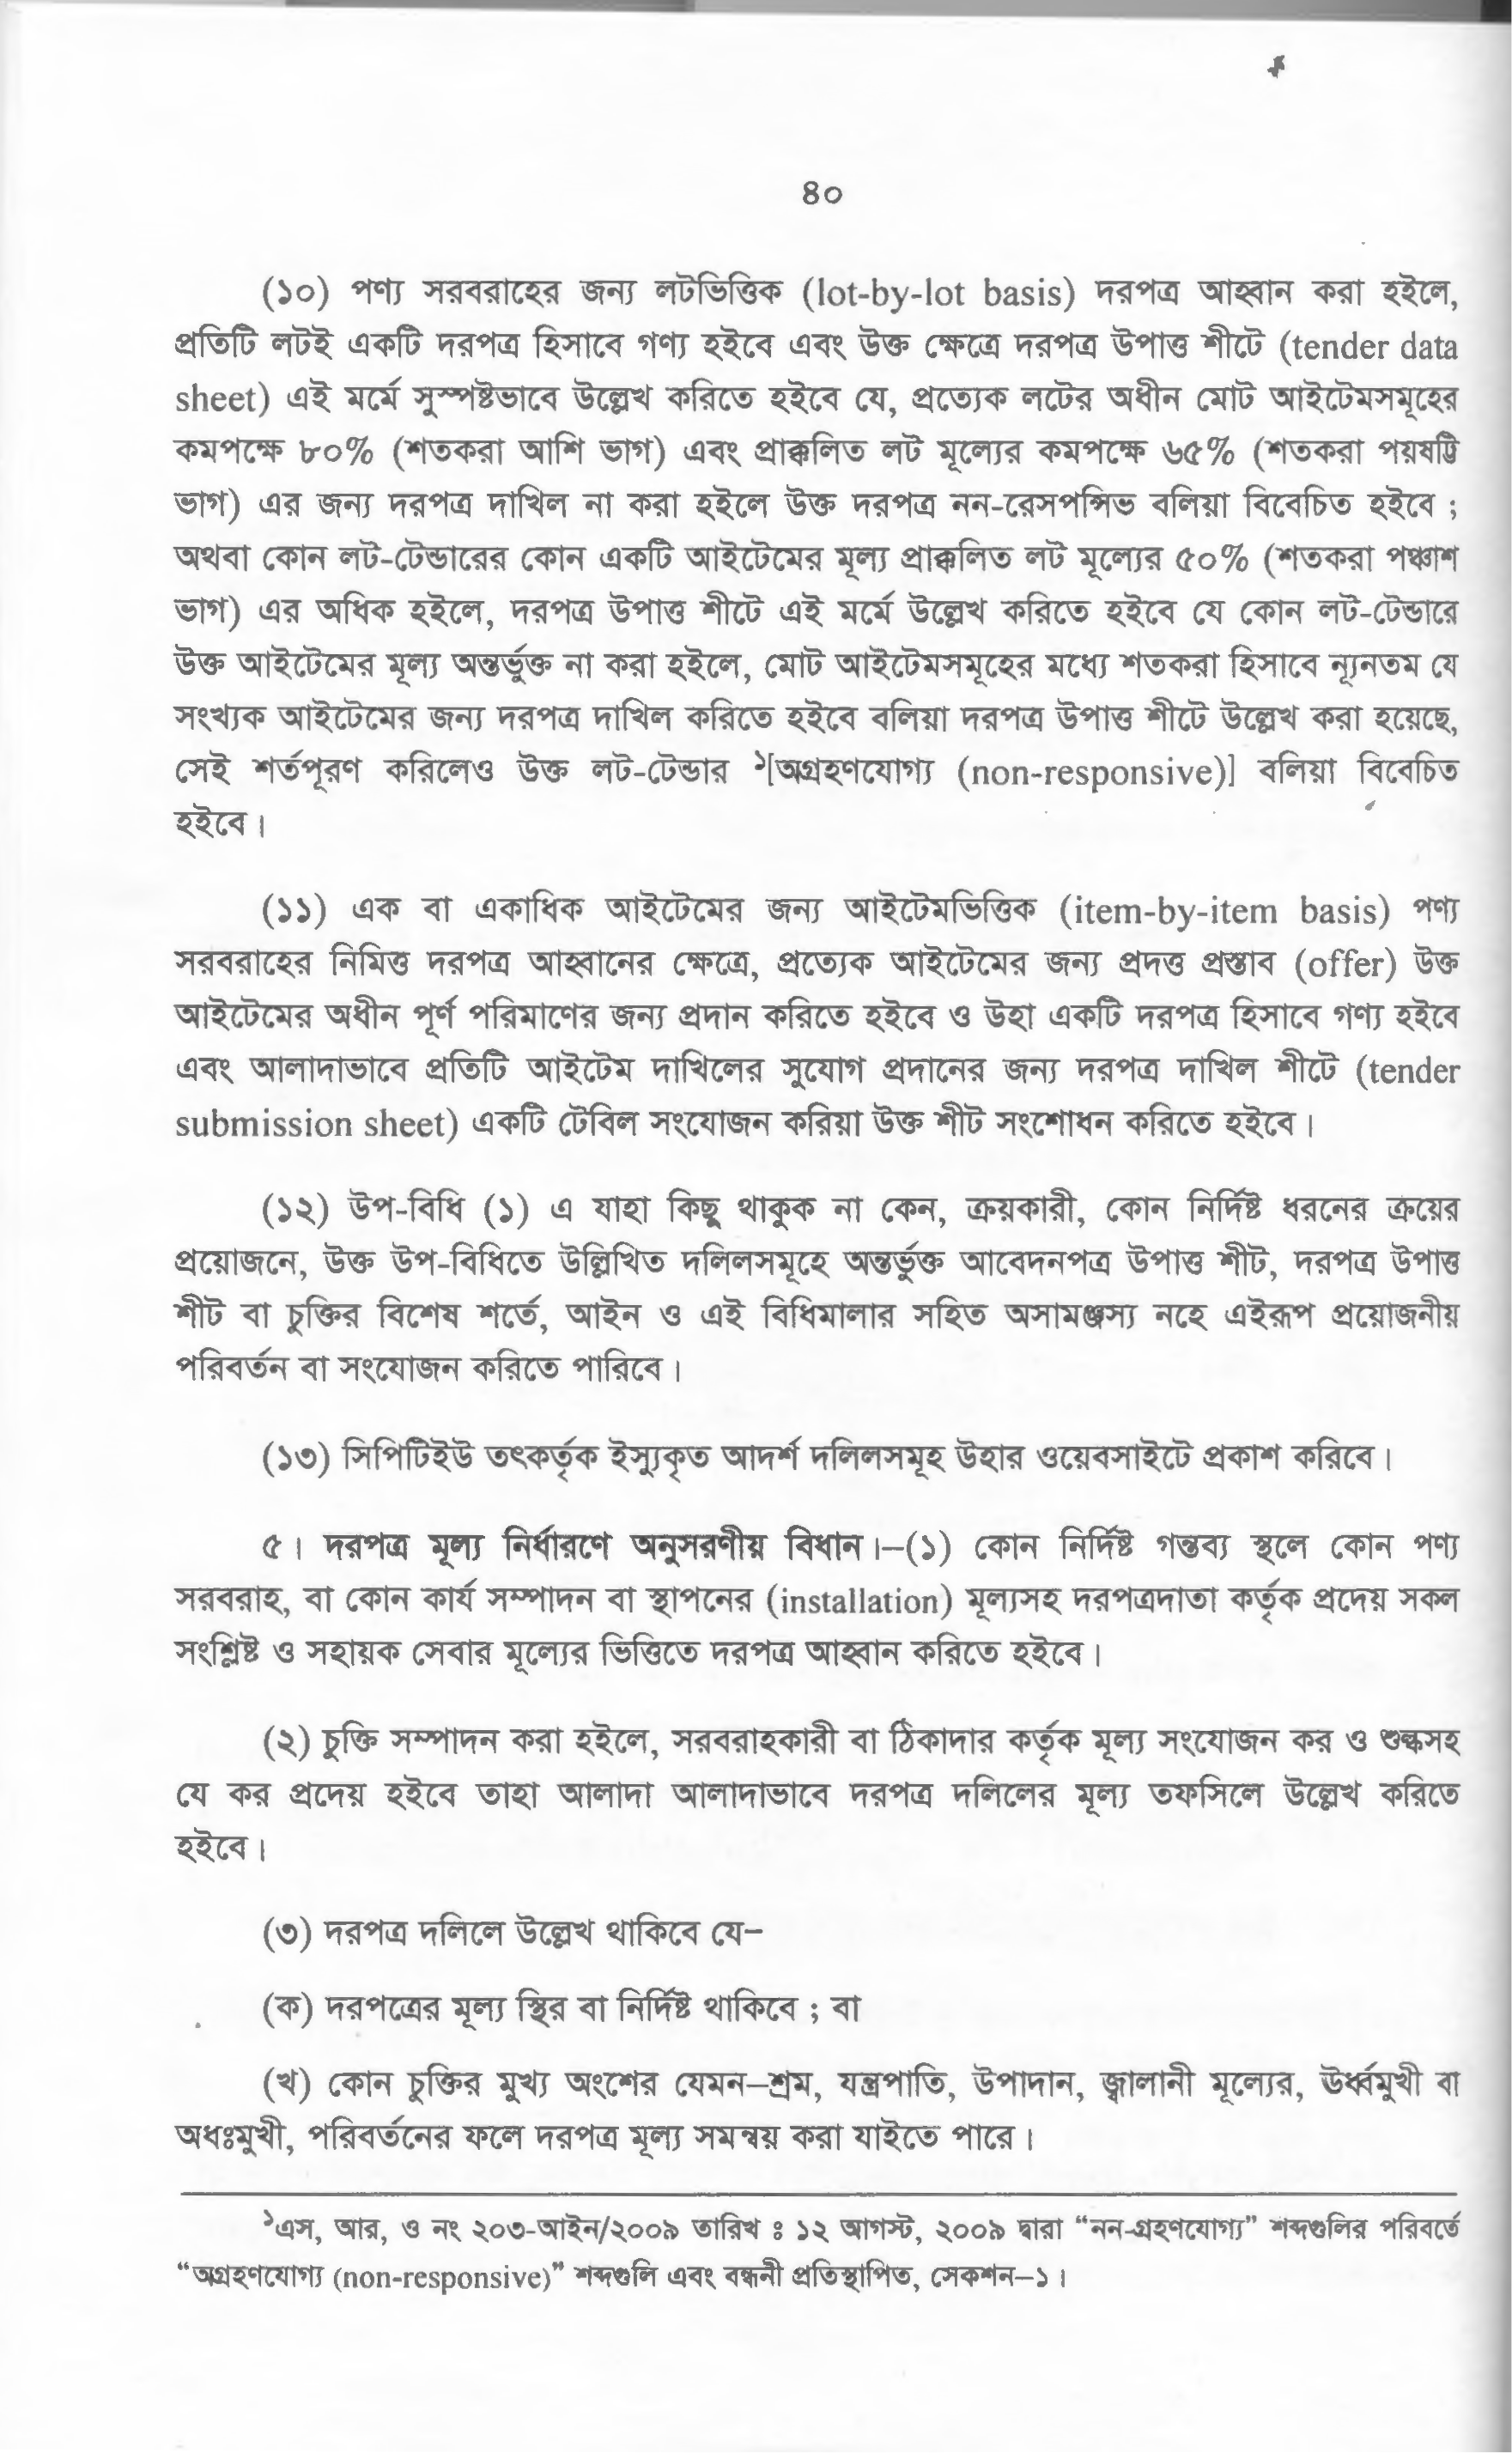 ৪০
(১০) পণ্য সরবরাহের জন্য লটভিত্তিক (lot-by-lot basis) দরপত্র আহ্বান করা হইলে,
প্রতিটি লটই একটি দরপত্র হিসাবে গণ্য হইবে এবং উক্ত ক্ষেত্রে দরপত্র উপাত্ত শীটে (tender data
sheet) এই মর্মে সুস্পষ্টভাবে উল্লেখ করিতে হইবে যে, প্রত্যেক লটের অধীন মোট আইটেমসমূহের
কমপক্ষে ৮০% (শতকরা আশি ভাগ) এবং প্রাক্কলিত লট মূল্যের কমপক্ষে ৬৫% (শতকরা পয়ষট্টি
ভাগ) এর জন্য দরপত্র দাখিল না করা হইলে উক্ত দরপত্র নন-রেসপন্সিভ বলিয়া বিবেচিত হইবে ;
অথবা কোন লট-টেন্ডারের কোন একটি আইটেমের মূল্য প্রাক্কলিত লট মূল্যের ৫০% (শতকরা পঞ্চাশ
ভাগ) এর অধিক হইলে, দরপত্র উপাত্ত শীটে এই মর্মে উল্লেখ করিতে হইবে যে কোন লট-টেন্ডারে
উক্ত আইটেমের মূল্য অন্তর্ভুক্ত না করা হইলে, মোট আইটেমসমূহের মধ্যে শতকরা হিসাবে ন্যূনতম যে
সংখ্যক আইটেমের জন্য দরপত্র দাখিল করিতে হইবে বলিয়া দরপত্র উপাত্ত শীটে উল্লেখ করা হয়েছে,
সেই শর্তপূরণ করিলেও উক্ত লট-টেন্ডার ১[অগ্রহণযোগ্য (non-responsive)] বলিয়া বিবেচিত
হইবে।
(১১) এক বা একাধিক আইটেমের জন্য আইটেমভিত্তিক (item-by-item basis) পণ্য
সরবরাহের নিমিত্ত দরপত্র আহ্বানের ক্ষেত্রে, প্রত্যেক আইটেমের জন্য প্রদত্ত প্রস্তাব (offer) উক্ত
আইটেমের অধীন পূর্ণ পরিমাণের জন্য প্রদান করিতে হইবে ও উহা একটি দরপত্র হিসাবে গণ্য হইবে
এবং আলাদাভাবে প্রতিটি আইটেম দাখিলের সুযোগ প্রদানের জন্য দরপত্র দাখিল শীটে (tender
submission sheet) একটি টেবিল সংযোজন করিয়া উক্ত শীট সংশোধন করিতে হইবে।
(১২) উপ-বিধি (১) এ যাহা কিছু থাকুক না কেন, ক্রয়কারী, কোন নির্দিষ্ট ধরনের ক্রয়ের
প্রয়োজনে, উক্ত উপ-বিধিতে উল্লিখিত দলিলসমূহে অন্তর্ভুক্ত আবেদনপত্র উপাত্ত শীট, দরপত্র উপাত্ত
শীট বা চুক্তির বিশেষ শর্তে, আইন ও এই বিধিমালার সহিত অসামঞ্জস্য নহে এইরূপ প্রয়োজনীয়
পরিবর্তন বা সংযোজন করিতে পারিবে।
(১৩) সিপিটিইউ তৎকর্তৃক ইস্যুকৃত আদর্শ দলিলসমূহ উহার ওয়েবসাইটে প্রকাশ করিবে।
৫। দরপত্র মূল্য নির্ধারণে অনুসরণীয় বিধান।–(১) কোন নির্দিষ্ট গন্তব্য স্থলে কোন পণ্য
সরবরাহ, বা কোন কার্য সম্পাদন বা স্থাপনের (installation) মূল্যসহ দরপত্রদাতা কর্তৃক প্রদেয় সকল
সংশ্লিষ্ট ও সহায়ক সেবার মূল্যের ভিত্তিতে দরপত্র আহ্বান করিতে হইবে।
(২) চুক্তি সম্পাদন করা হইলে, সরবরাহকারী বা ঠিকাদার কর্তৃক মূল্য সংযোজন কর ও শুল্কসহ
যে কর প্রদেয় হইবে তাহা আলাদা আলাদাভাবে দরপত্র দলিলের মূল্য তফসিলে উল্লেখ করিতে
হইবে।
(৩) দরপত্র দলিলে উল্লেখ থাকিবে যে–
(ক) দরপত্রের মূল্য স্থির বা নির্দিষ্ট থাকিবে ; বা
(খ) কোন চুক্তির মুখ্য অংশের যেমন–শ্রম, যন্ত্রপাতি, উপাদান, জ্বালানী মূল্যের, ঊর্ধ্বমুখী বা
অধঃমুখী, পরিবর্তনের ফলে দরপত্র মূল্য সমন্বয় করা যাইতে পারে।
১এস, আর, ও নং ২০৩-আইন/২০০৯ তারিখ ঃ ১২ আগস্ট, ২০০৯ দ্বারা “নন-গ্রহণযোগ্য” শব্দগুলির পরিবর্তে
“অগ্রহণযোগ্য (non-responsive)” শব্দগুলি এবং বন্ধনী প্রতিস্থাপিত, সেকশন–১।